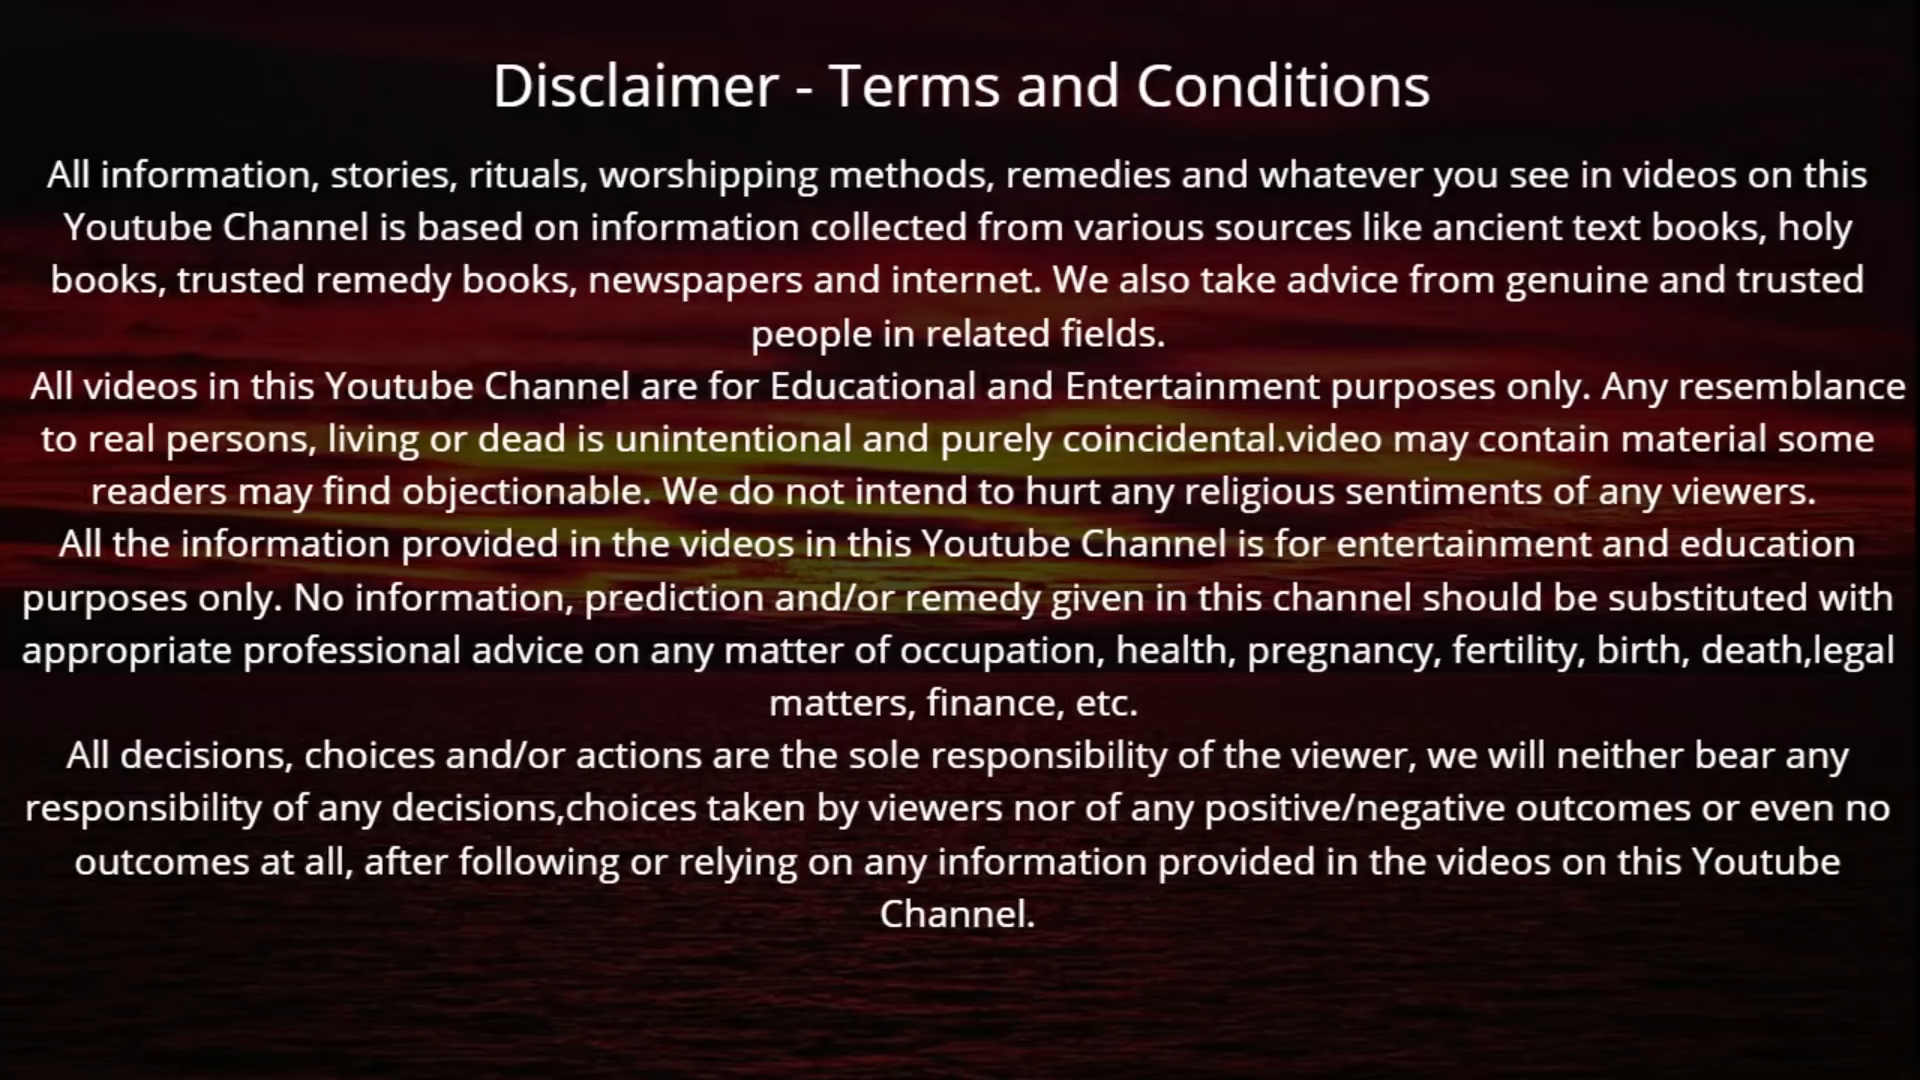 Disclaimer - Terms and Conditions
All information, stories, rituals, worshipping methods, remedies and whatever you see in videos on this
Youtube Channel is based on information collected from various sources like ancient text books, holy
books, trusted remedy books, newspapers and internet. We also take advice from genuine and trusted
people in related fields.
All videos in this Youtube Channel are for Educational and Entertainment purposes only. Any resemblance
to real persons, living or dead is unintentional and purely coincidental.video may contain material some
readers may find objectionable. We do not intend to hurt any religious sentiments of any viewers.
All the information provided in the videos in this Youtube Channel is for entertainment and education
purposes only. No information, prediction and/or remedy given in this channel should be substituted with
appropriate professional advice on any matter of occupation, health, pregnancy, fertility, birth, death,legal
matters, finance, etc.
All decisions, choices and/or actions are the sole responsibility of the viewer, we will neither bear any
responsibility of any decisions,choices taken by viewers nor of any positive/negative outcomes or even no
outcomes at all, after following or relying on any information provided in the videos on this Youtube
Channel.